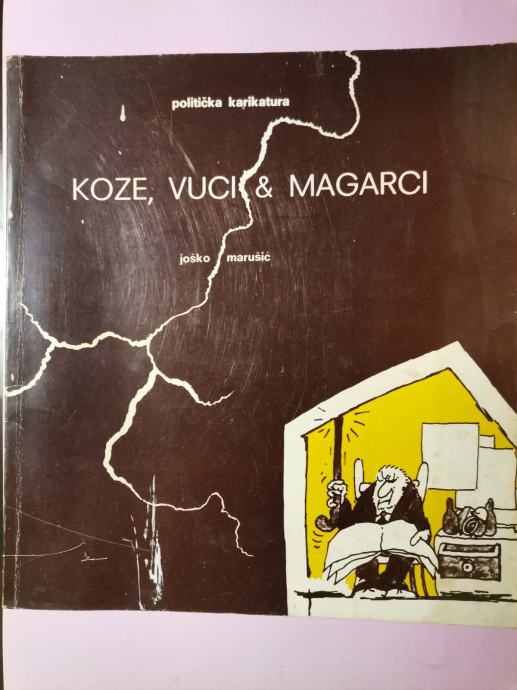 politička karikatura
KOZE, VUCI & MAGARCI
joško marušić